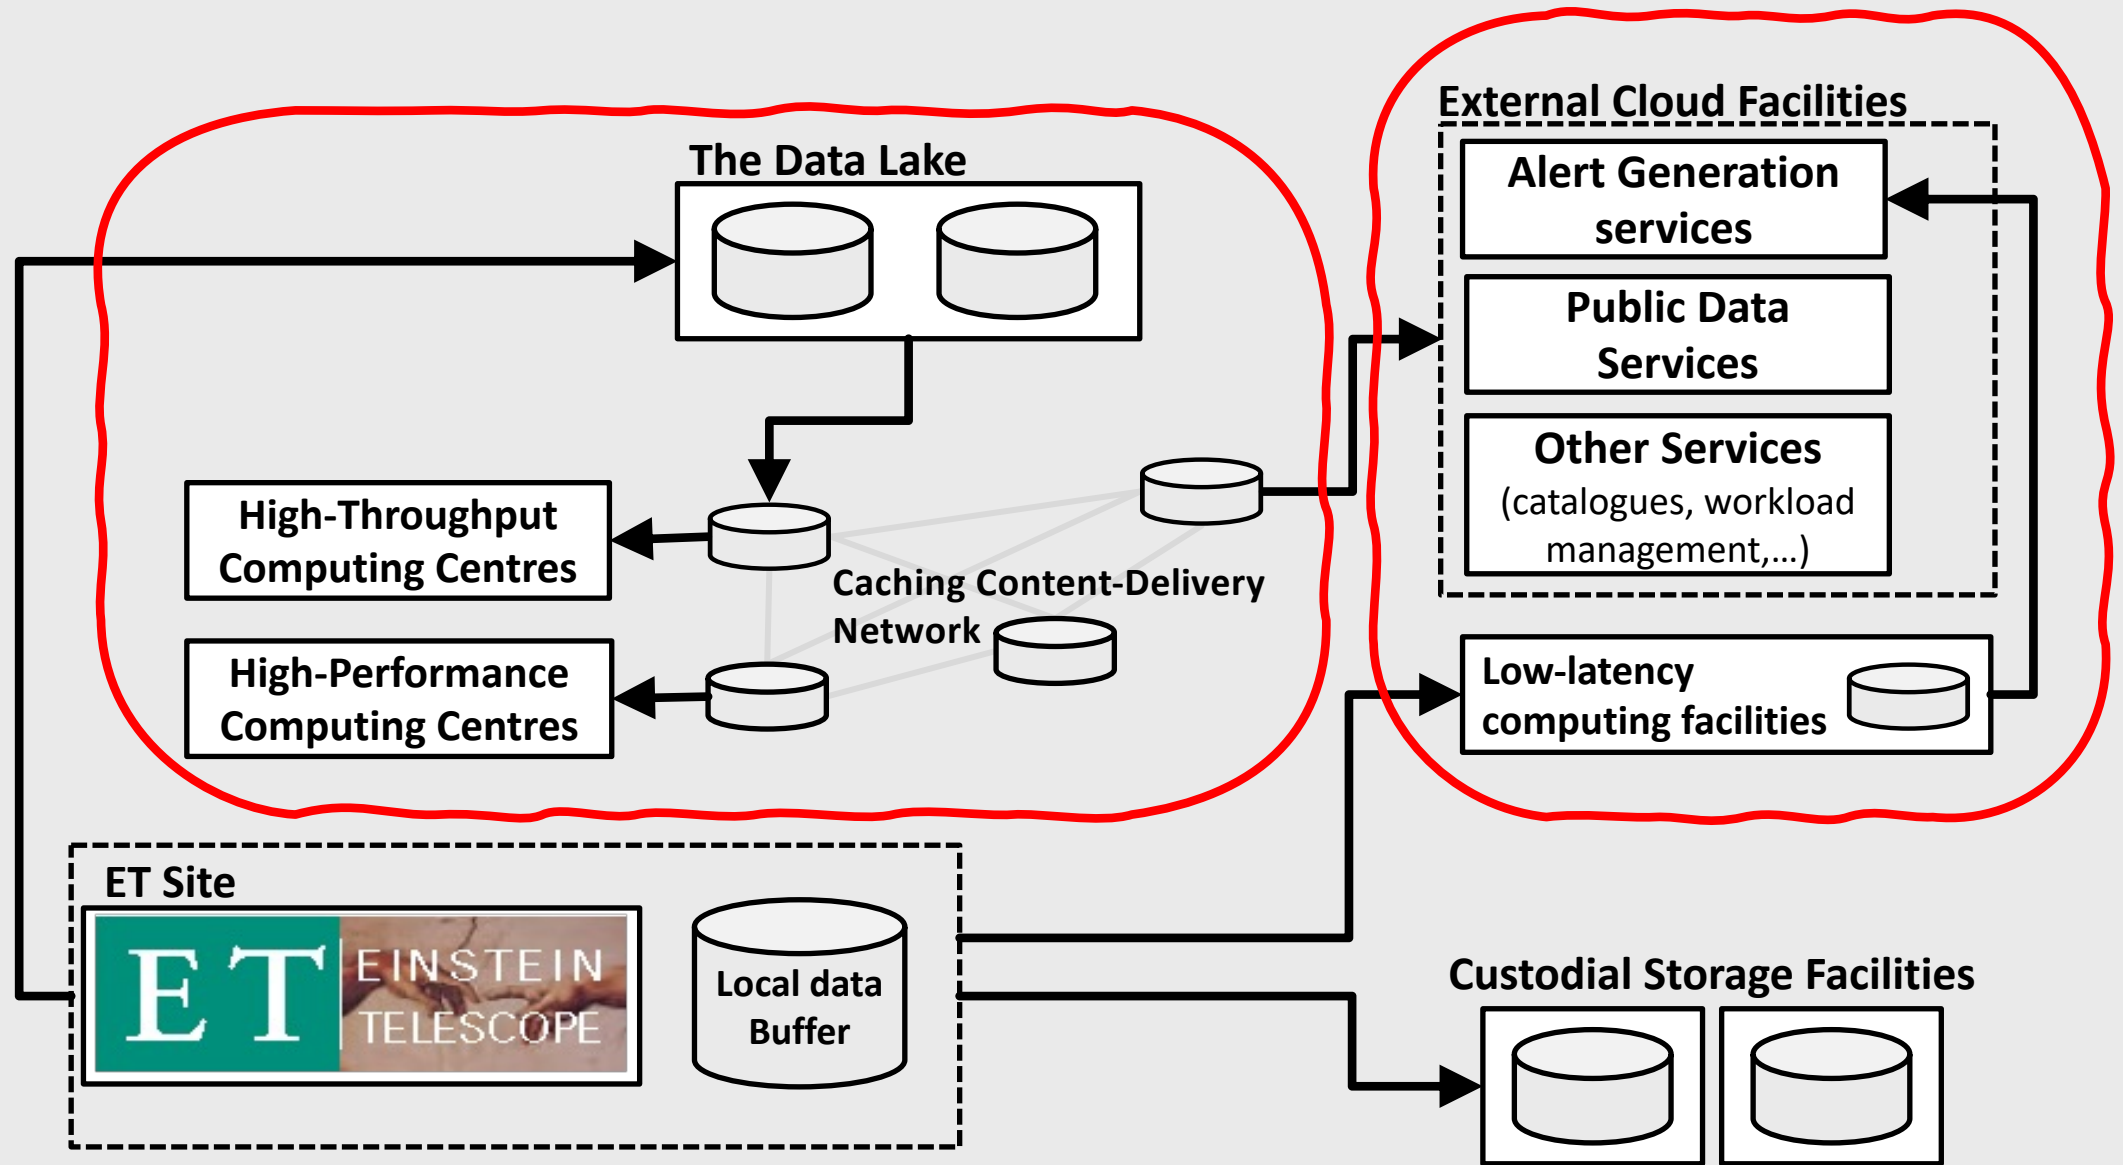 External Cloud Facilities
The Data Lake
Alert Generation
services
Public Data
Services
Other Services
(catalogues, workload
management,...)
High-Throughput
Computing Centres
Caching Content-Delivery
Network
High-Performance
Computing Centres
Low-latency
computing facilities
ET Site
ET
EINSTEIN
TELESCOPE
Local data
Buffer
Custodial Storage Facilities